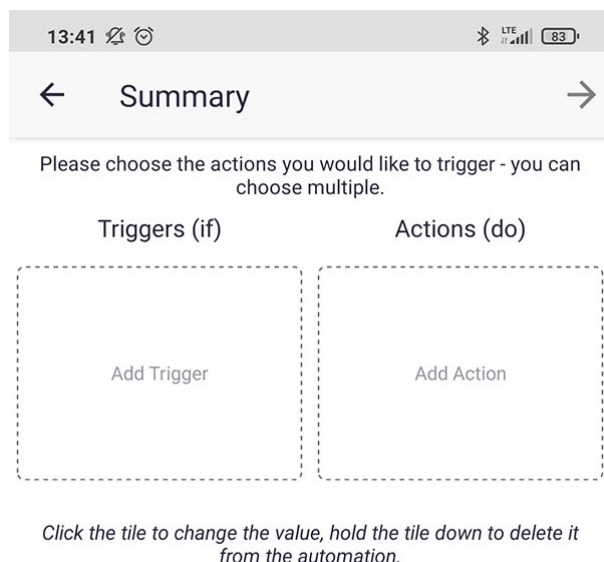 13:41
LTE
83
Summary
Please choose the actions you would like to trigger - you can
choose multiple.
Triggers (if) Actions (do)
Add Trigger Add Action
Click the tile to change the value, hold the tile down to delete it
from the automation.